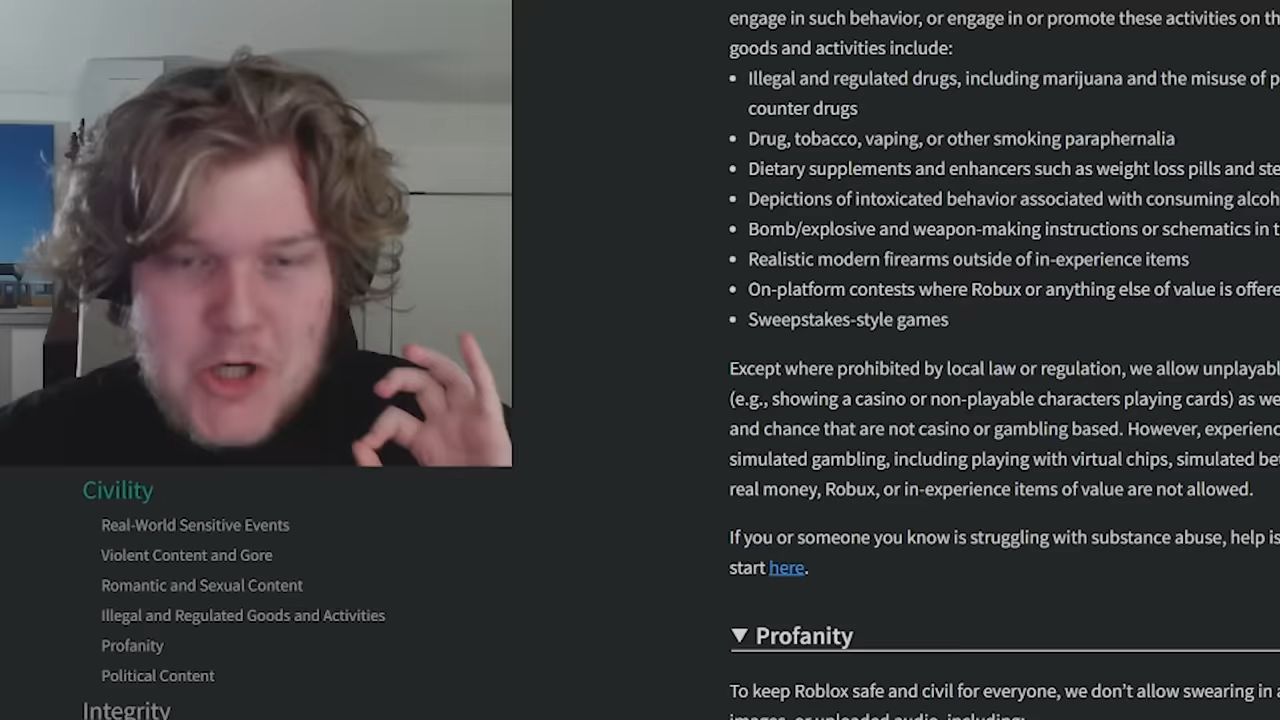 engage in such behavior, or engage in or promote these activities on th
goods and activities include:
• Illegal and regulated drugs, including marijuana and the misuse of p
counter drugs
• Drug, tobacco, vaping, or other smoking paraphernalia
• Dietary supplements and enhancers such as weight loss pills and ste
• Depictions of intoxicated behavior associated with consuming alcoh
• Bomb/explosive and weapon-making instructions or schematics in t
• Realistic modern firearms outside of in-experience items
• On-platform contests where Robux or anything else of value is offere
• Sweepstakes-style games
Except where prohibited by local law or regulation, we allow unplayabl
(e.g., showing a casino or non-playable characters playing cards) as we
and chance that are not casino or gambling based. However, experienc
simulated gambling, including playing with virtual chips, simulated bet
real money, Robux, or in-experience items of value are not allowed.
If you or someone you know is struggling with substance abuse, help is
start here.
▼ Profanity
To keep Roblox safe and civil for everyone, we don’t allow swearing in a
images, or uploaded audio, including:
Civility
Real-World Sensitive Events
Violent Content and Gore
Romantic and Sexual Content
Illegal and Regulated Goods and Activities
Profanity
Political Content
Integrity